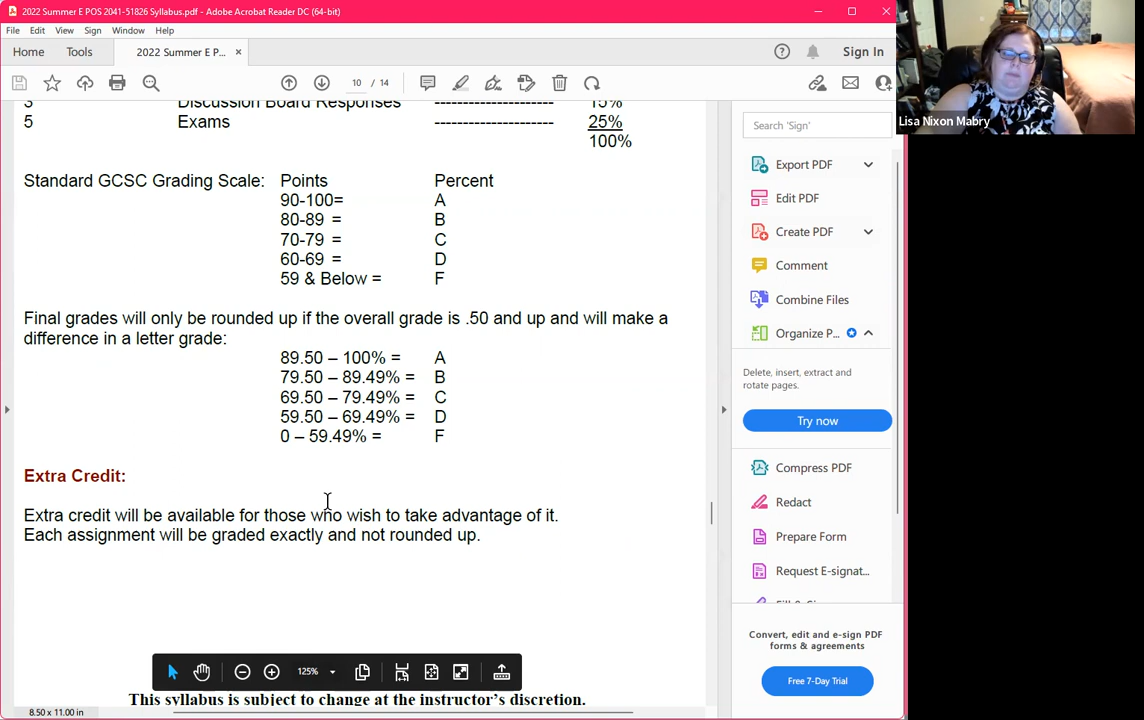 2022 Summer E POS 2041-51826 Syllabus.pdf - Adobe Acrobat Reader DC (64-bit)
File Edit View Sign Window Help
Home Tools 2022 Summer E P... × Sign In
10 / 14
3 Discussion Board Responses --------------------- 15%
5 Exams --------------------- 25%
100%
Standard GCSC Grading Scale: Points Percent
90-100= A
80-89 = B
70-79 = C
60-69 = D
59 & Below = F
Final grades will only be rounded up if the overall grade is .50 and up and will make a
difference in a letter grade:
89.50 – 100% = A
79.50 – 89.49% = B
69.50 – 79.49% = C
59.50 – 69.49% = D
0 – 59.49% = F
Extra Credit:
Extra credit will be available for those who wish to take advantage of it.
Each assignment will be graded exactly and not rounded up.
125%
This syllabus is subject to change at the instructor's discretion.
8.50 x 11.00 in
Search 'Sign'
Export PDF
Edit PDF
Create PDF
Comment
Combine Files
Organize P...
Delete, insert, extract and
rotate pages.
Try now
Compress PDF
Redact
Prepare Form
Request E-signat...
Convert, edit and e-sign PDF
forms & agreements
Free 7-Day Trial
Lisa Nixon Mabry